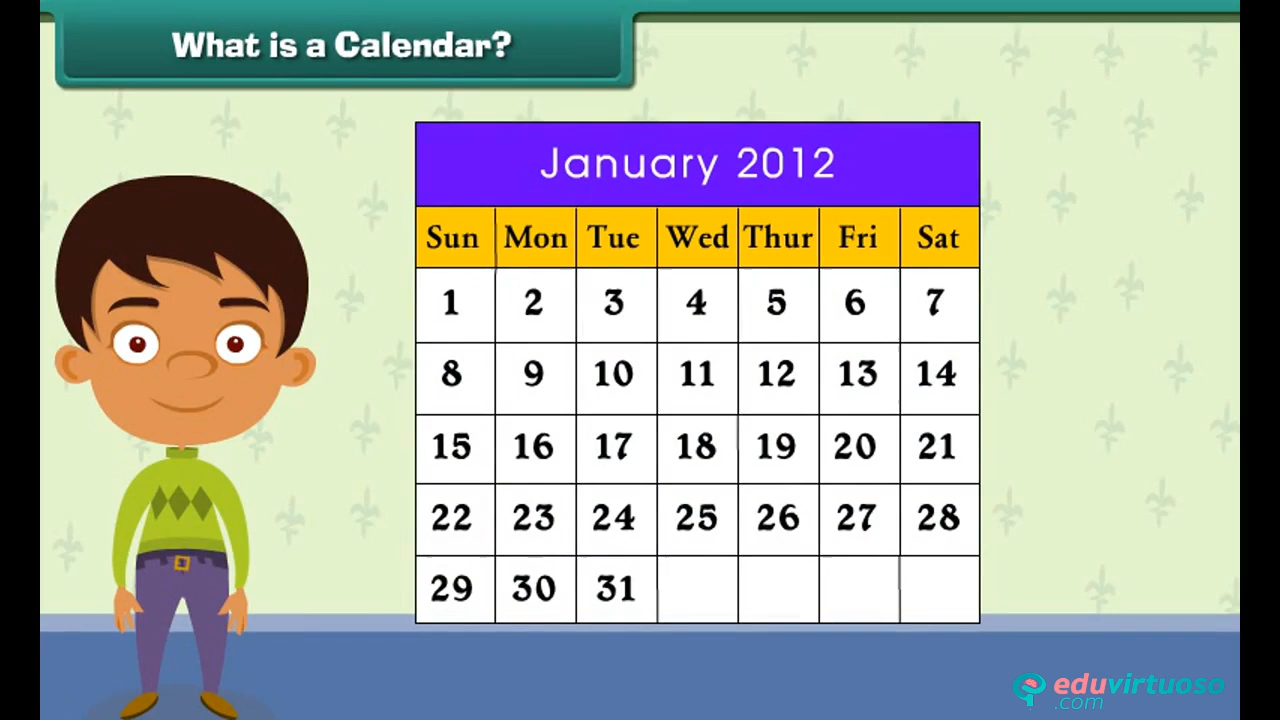 What is a Calendar?
January 2012
Sun Mon Tue Wed Thur Fri Sat
1 2 3 4 5 6 7
8 9 10 11 12 13 14
15 16 17 18 19 20 21
22 23 24 25 26 27 28
29 30 31
eduvirtuoso
.com